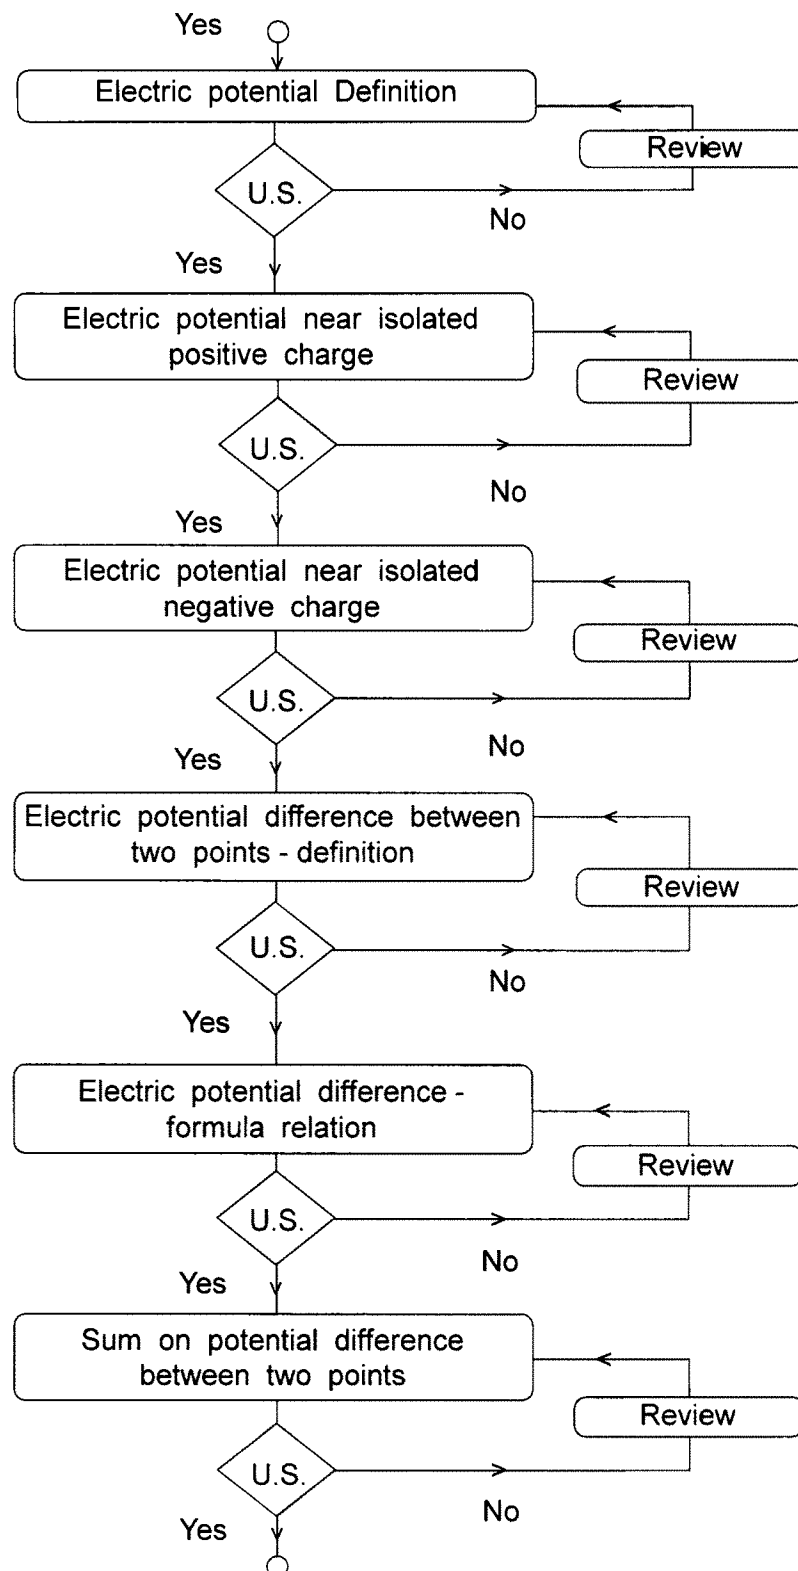 Yes
Electric potential Definition
Review
U.S.
No
Yes
Electric potential near isolated
positive charge
Review
U.S.
No
Yes
Electric potential near isolated
negative charge
Review
U.S.
No
Yes
Electric potential difference between
two points - definition
Review
U.S.
No
Yes
Electric potential difference -
formula relation
Review
U.S.
No
Yes
Sum on potential difference
between two points
Review
U.S.
No
Yes